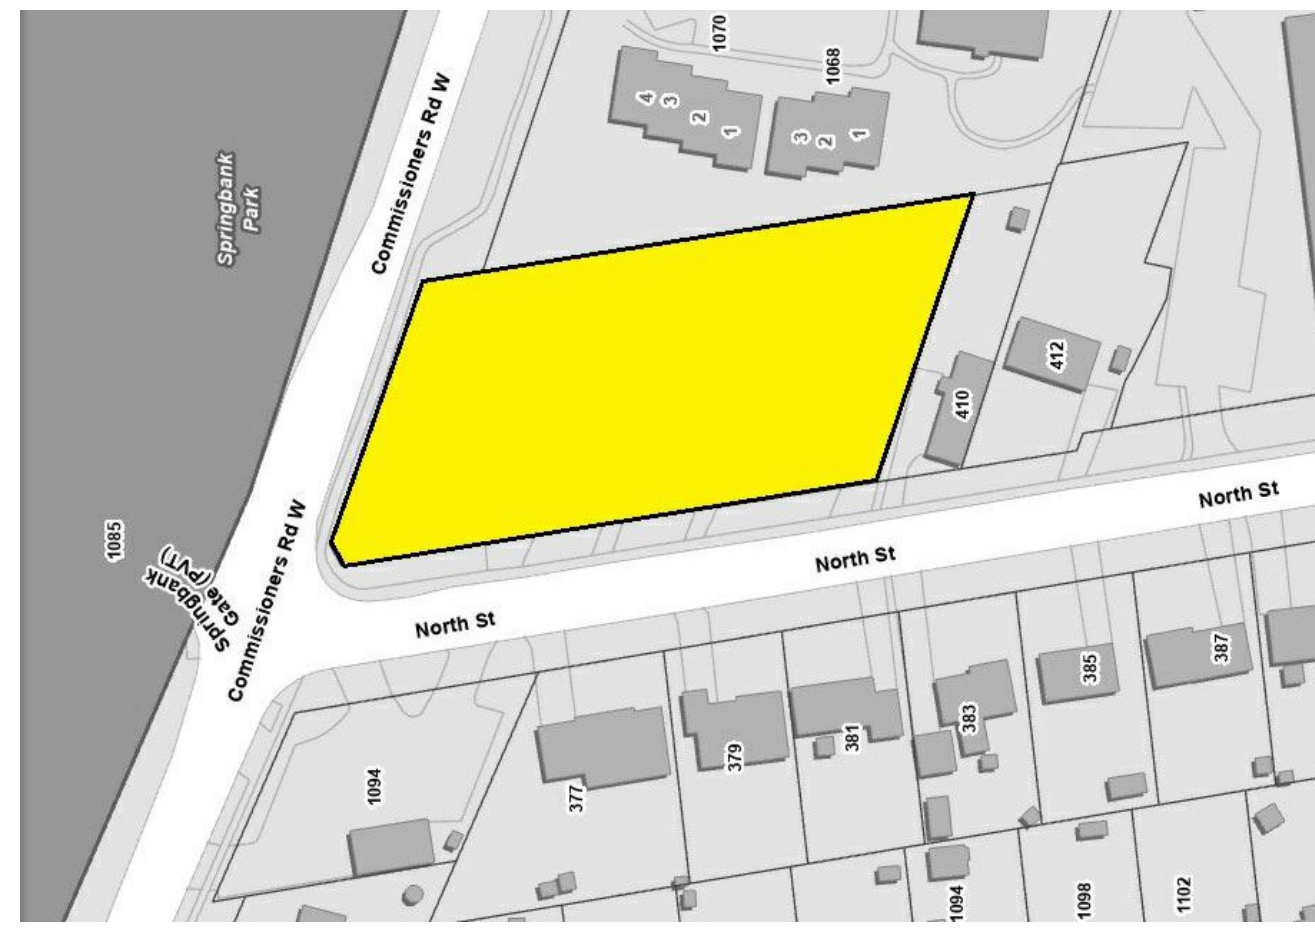 1070
1068
4
3
2
1
3
2
1
Commissioners Rd W
Springbank
Park
412
410
North St
Commissioners Rd W
1085
Springbank
Gate (PVT)
North St
North St
387
385
383
381
379
377
1094
1094
1098
1102